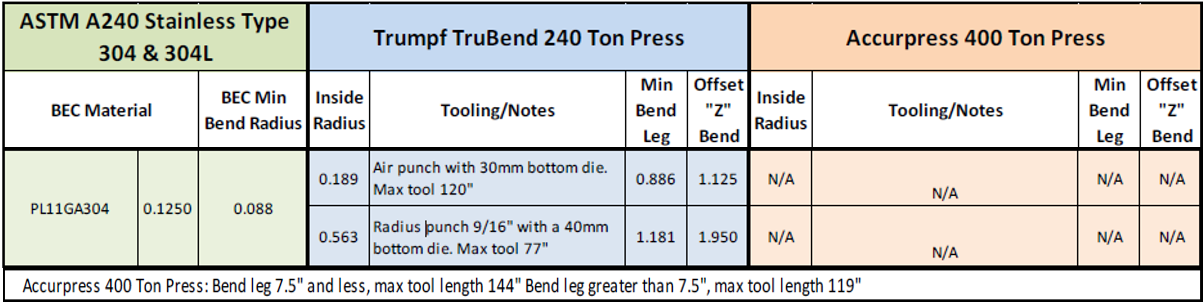 ASTM A240 Stainless Type
304 & 304L
Trumpf TruBend 240 Ton Press
Accurpress 400 Ton Press
BEC Material
BEC Min
Bend Radius
Inside
Radius
Tooling/Notes
Min
Bend
Leg
Offset
"Z"
Bend
Inside
Radius
Tooling/Notes
Min
Bend
Leg
Offset
"Z"
Bend
PL11GA304
0.1250
0.088
0.189
Air punch with 30mm bottom die.
Max tool 120"
0.886
1.125
N/A
N/A
N/A
N/A
0.563
Radius punch 9/16" with a 40mm
bottom die. Max tool 77"
1.181
1.950
N/A
N/A
N/A
N/A
Accurpress 400 Ton Press: Bend leg 7.5" and less, max tool length 144" Bend leg greater than 7.5", max tool length 119"